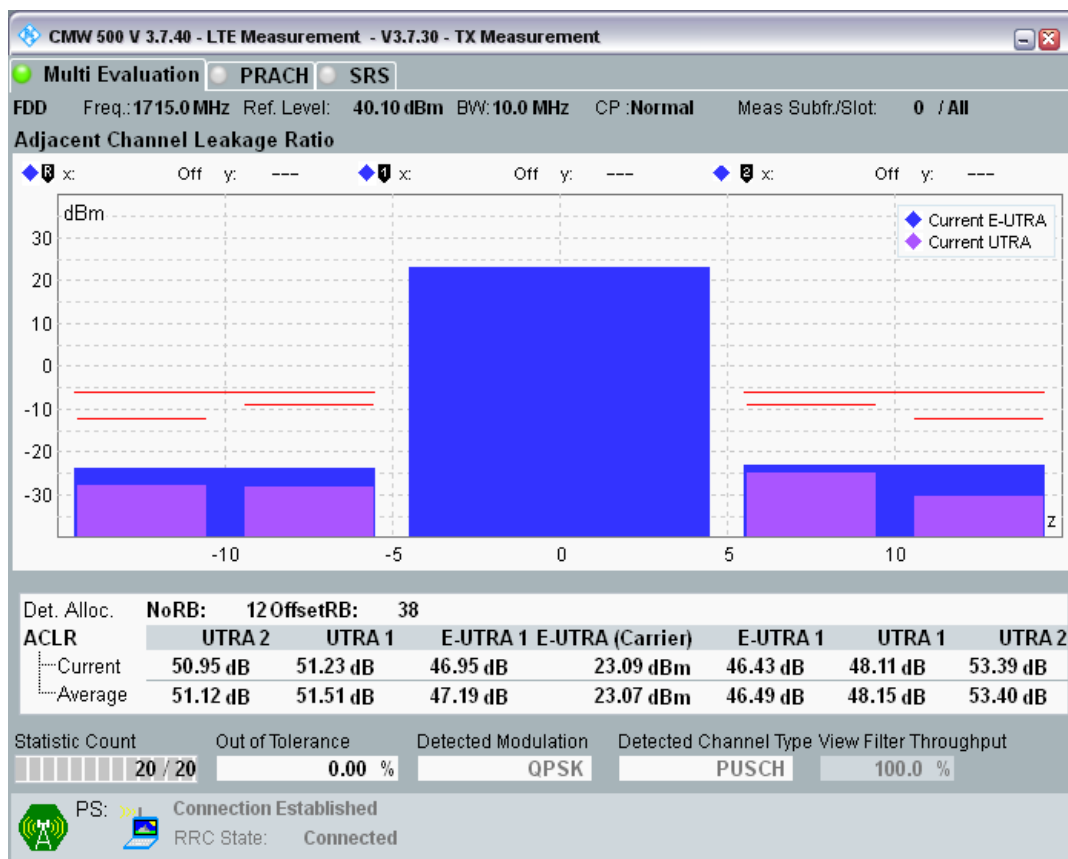 CMW 500 V 3.7.40 - LTE Measurement - V3.7.30 - TX Measurement
Multi Evaluation PRACH SRS
FDD Freq.:1715.0 MHz Ref. Level: 40.10 dBm BW: 10.0 MHz CP :Normal Meas Subfr./Slot: 0 / All
Adjacent Channel Leakage Ratio
R x: Off y: --- 1 x: Off y: --- 2 x: Off y: ---
dBm
Current E-UTRA
Current UTRA
30
20
10
0
-10
-20
-30
z
-10 -5 0 5 10
Det. Alloc. NoRB: 12 OffsetRB: 38
ACLR UTRA 2 UTRA 1 E-UTRA 1 E-UTRA (Carrier) E-UTRA 1 UTRA 1 UTRA 2
Current 50.95 dB 51.23 dB 46.95 dB 23.09 dBm 46.43 dB 48.11 dB 53.39 dB
Average 51.12 dB 51.51 dB 47.19 dB 23.07 dBm 46.49 dB 48.15 dB 53.40 dB
Statistic Count Out of Tolerance Detected Modulation Detected Channel Type View Filter Throughput
20 / 20 0.00 % QPSK PUSCH 100.0 %
PS: Connection Established
RRC State: Connected